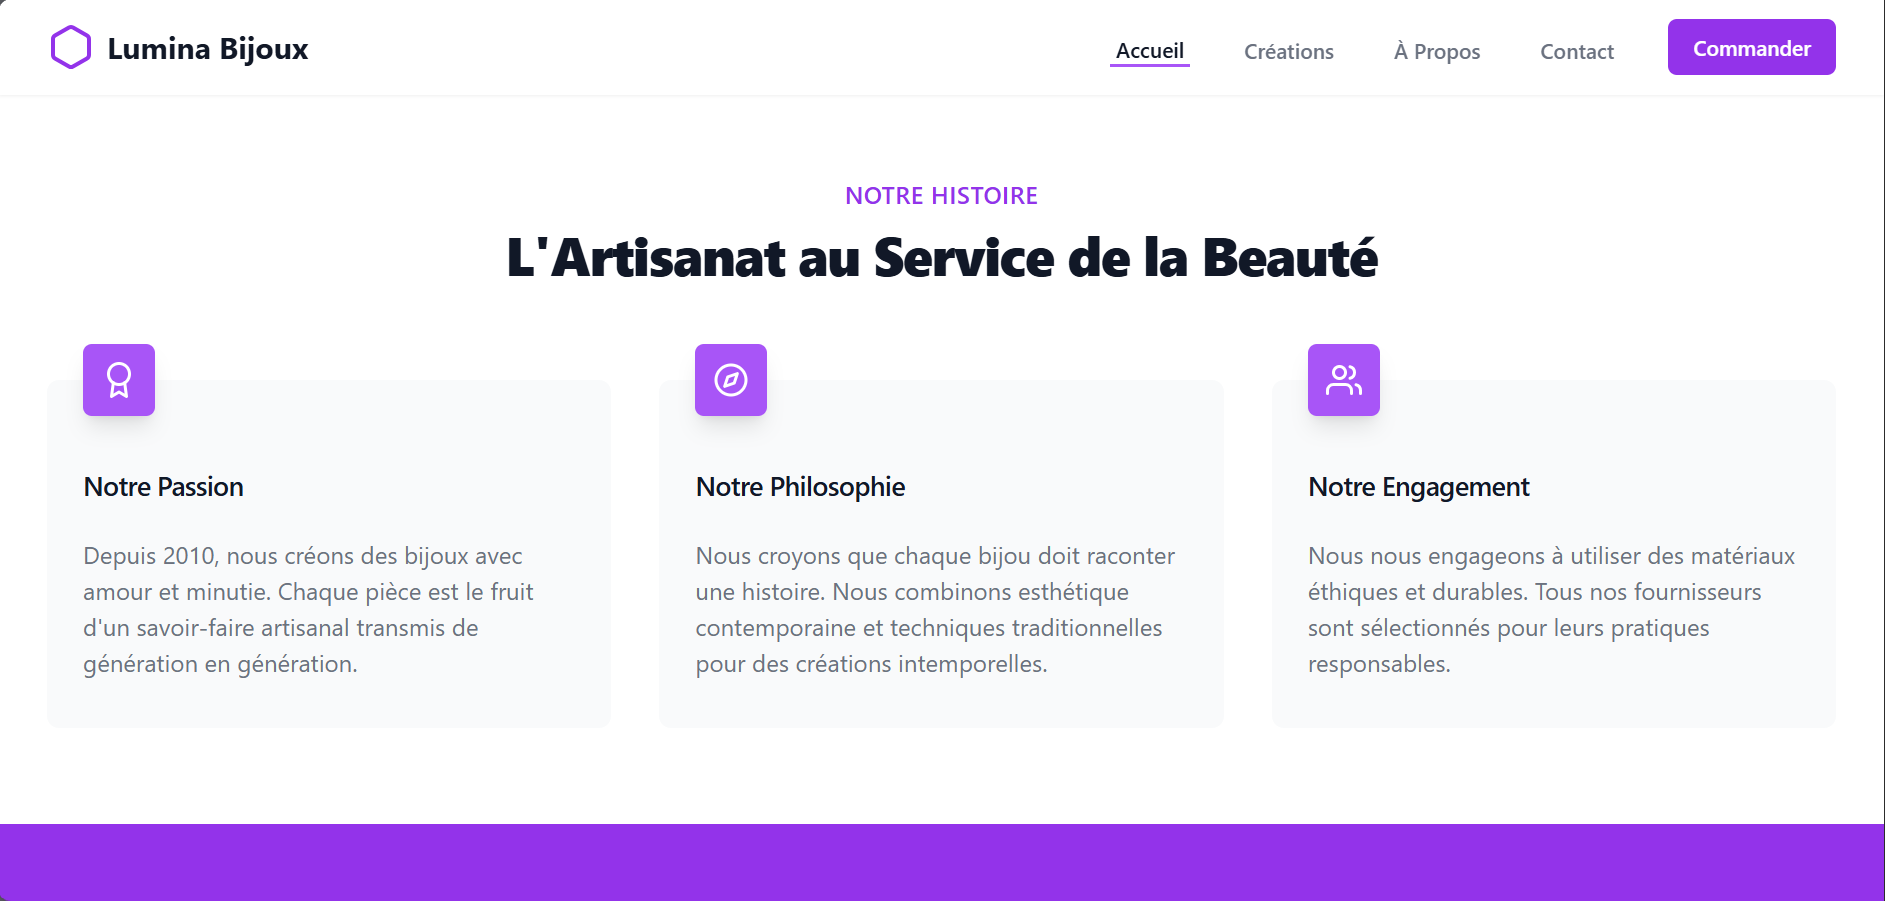 Lumina Bijoux
Accueil
Créations
À Propos
Contact
Commander
NOTRE HISTOIRE
L'Artisanat au Service de la Beauté
Notre Passion
Depuis 2010, nous créons des bijoux avec
amour et minutie. Chaque pièce est le fruit
d'un savoir-faire artisanal transmis de
génération en génération.
Notre Philosophie
Nous croyons que chaque bijou doit raconter
une histoire. Nous combinons esthétique
contemporaine et techniques traditionnelles
pour des créations intemporelles.
Notre Engagement
Nous nous engageons à utiliser des matériaux
éthiques et durables. Tous nos fournisseurs
sont sélectionnés pour leurs pratiques
responsables.